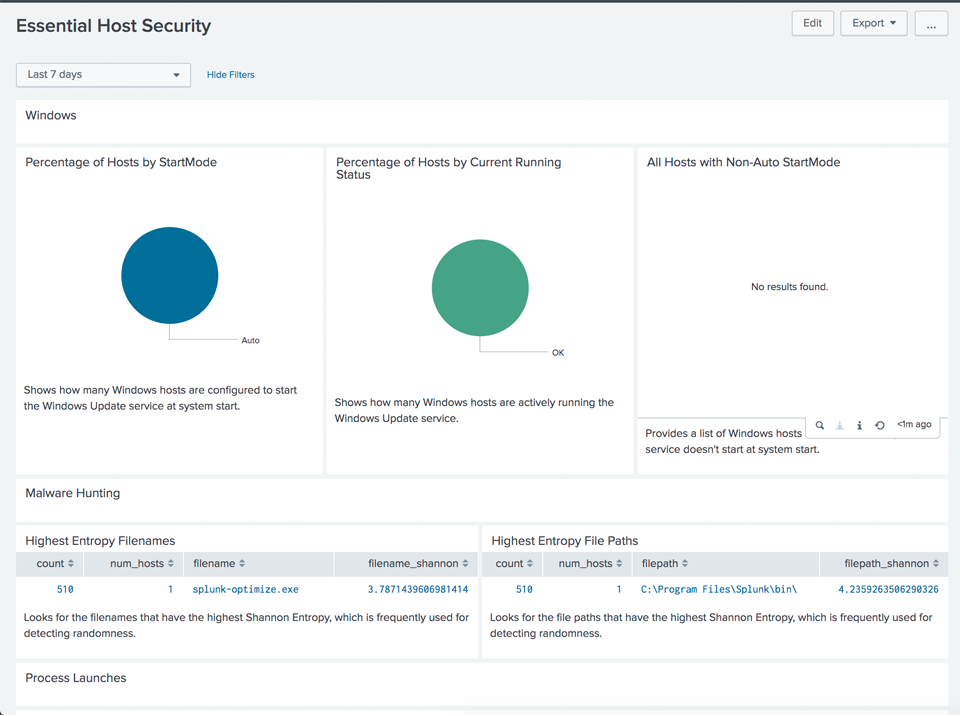 Essential Host Security
Edit
Export
...
Last 7 days
Hide Filters
Windows
Percentage of Hosts by StartMode
Auto
Shows how many Windows hosts are configured to start
the Windows Update service at system start.
Percentage of Hosts by Current Running
Status
OK
Shows how many Windows hosts are actively running the
Windows Update service.
All Hosts with Non-Auto StartMode
No results found.
<1m ago
Provides a list of Windows hosts
service doesn't start at system start.
Malware Hunting
Highest Entropy Filenames
count num_hosts filename filename_shannon
510 1 splunk-optimize.exe 3.7871439606981414
Looks for the filenames that have the highest Shannon Entropy, which is frequently used for
detecting randomness.
Highest Entropy File Paths
count num_hosts filepath filepath_shannon
510 1 C:\Program Files\Splunk\bin\ 4.2359263506290326
Looks for the file paths that have the highest Shannon Entropy, which is frequently used for
detecting randomness.
Process Launches